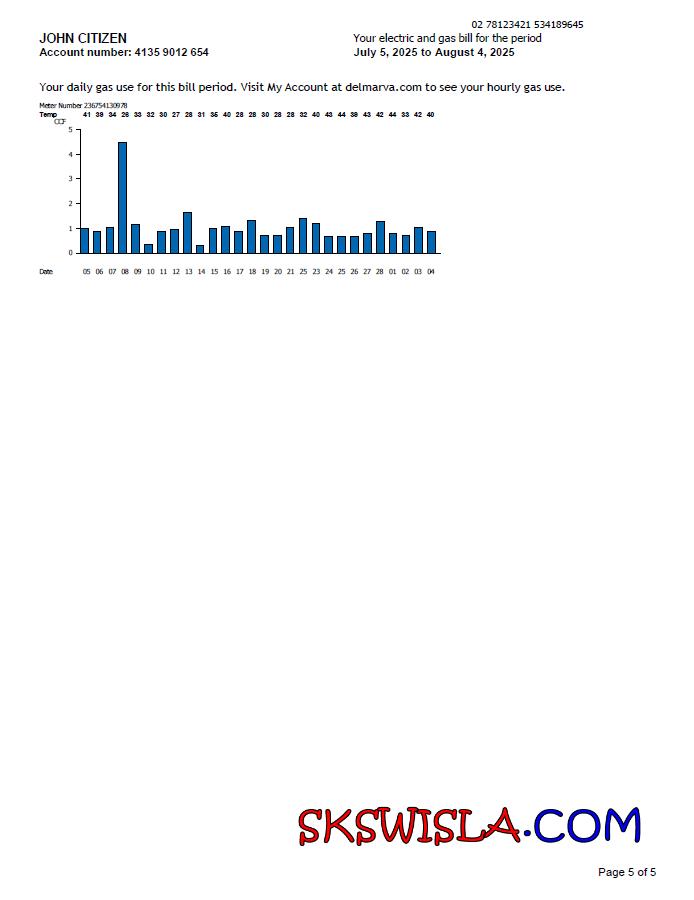 02 78123421 534189645
JOHN CITIZEN
Your electric and gas bill for the period
Account number: 4135 9012 654
July 5, 2025 to August 4, 2025
Your daily gas use for this bill period. Visit My Account at delmarva.com to see your hourly gas use.
Meter Number 236754130978
Temp 41 39 34 26 33 32 30 27 28 31 35 40 28 28 30 28 28 32 40 43 44 39 43 42 44 33 42 40
CCF
5
4
3
2
1
0
Date 05 06 07 08 09 10 11 12 13 14 15 16 17 18 19 20 21 25 23 24 25 26 27 28 01 02 03 04
SKSWISLA.COM
Page 5 of 5